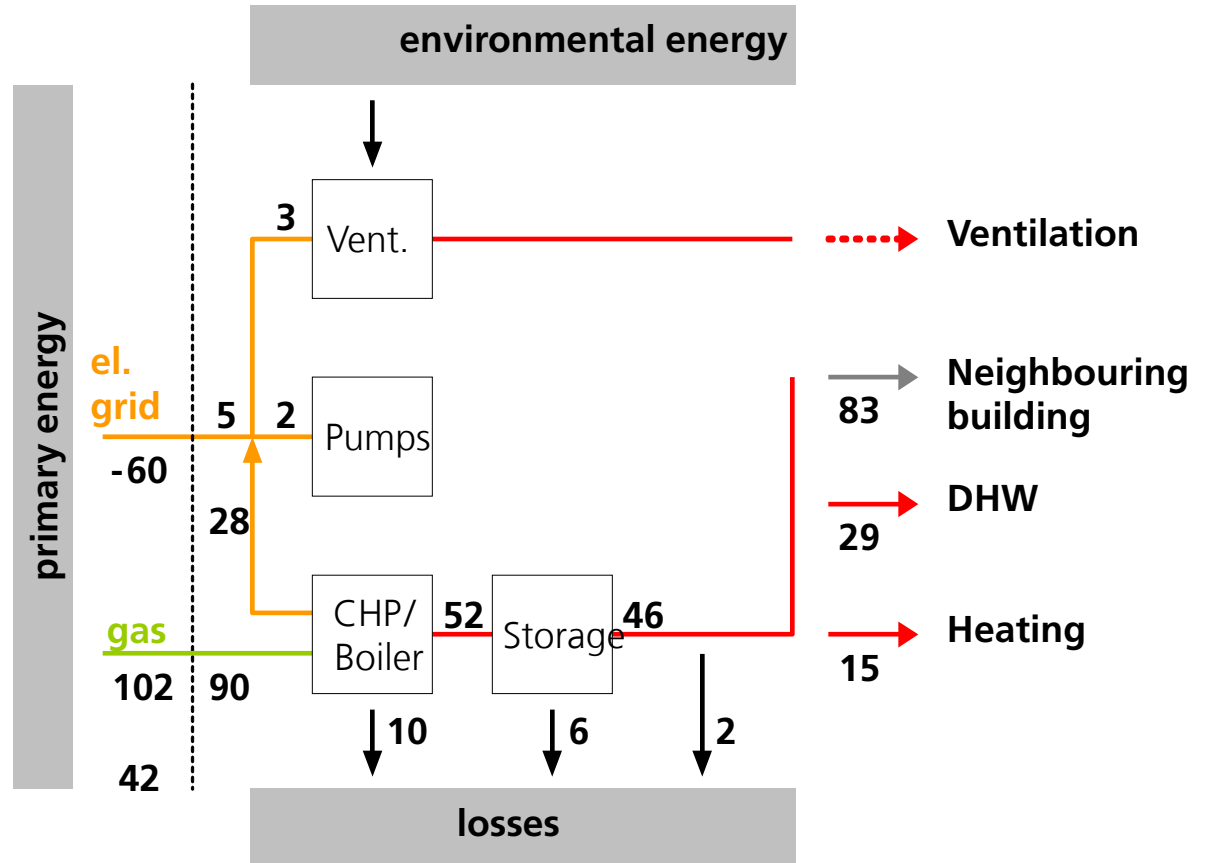 environmental energy
primary energy
3
Vent.
Ventilation
el.
grid
-60
5
2
Pumps
Neighbouring
building
83
28
DHW
29
gas
102
90
CHP/
Boiler
52
Storage
46
Heating
15
10
6
2
42
losses